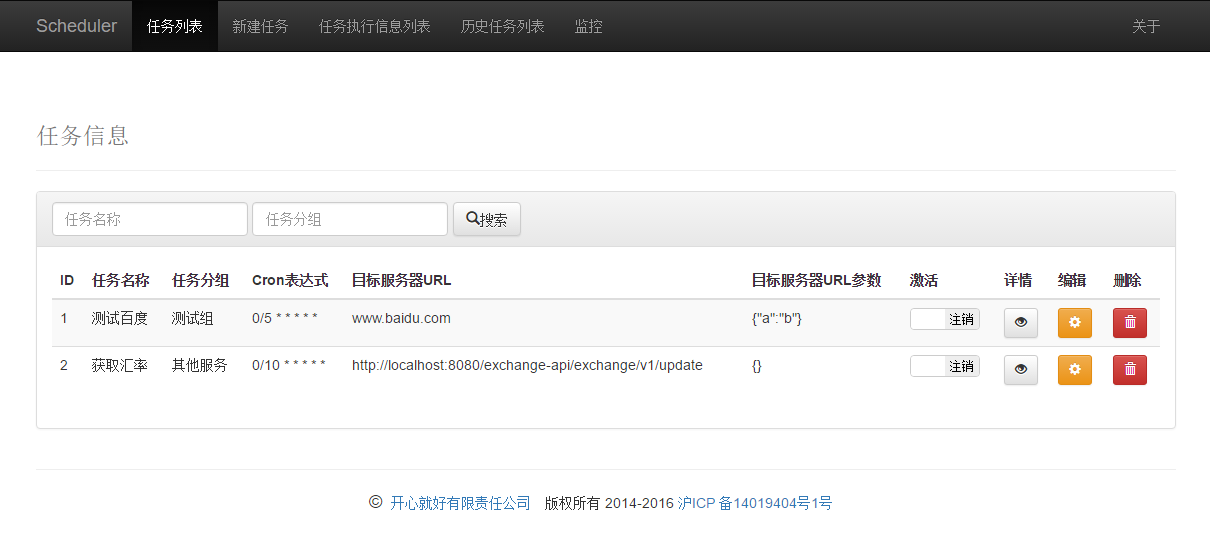 Scheduler 任务列表 新建任务 任务执行信息列表 历史任务列表 监控 关于
任务信息
任务名称 任务分组 搜索
ID 任务名称 任务分组 Cron表达式 目标服务器URL 目标服务器URL参数 激活 详情 编辑 删除
1 测试百度 测试组 0/5 * * * * * www.baidu.com {"a":"b"} 注销
2 获取汇率 其他服务 0/10 * * * * * http://localhost:8080/exchange-api/exchange/v1/update {} 注销
© 开心就好有限责任公司 版权所有 2014-2016 沪ICP 备14019404号1号